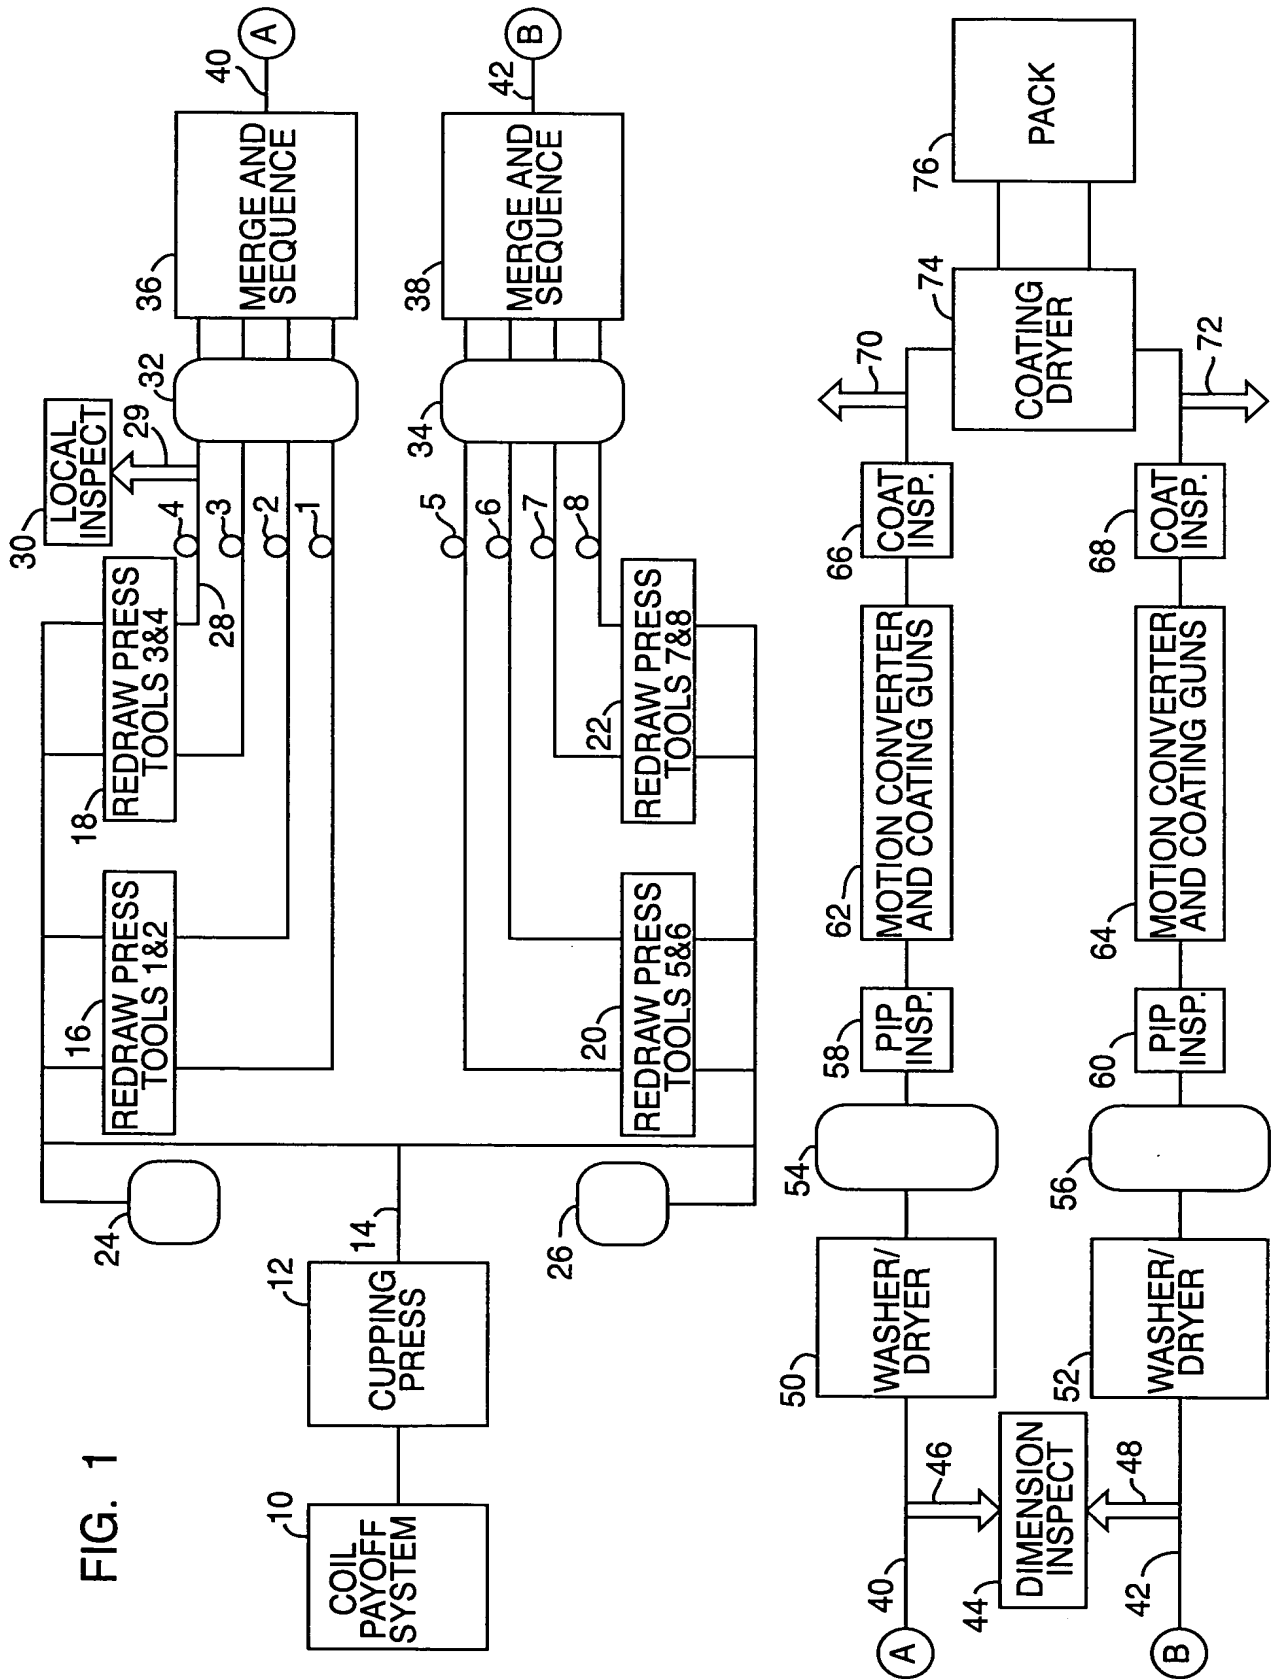 FIG. 1
10
COIL
PAYOFF
SYSTEM
12
CUPPING
PRESS
14
24
26
16
REDRAW PRESS
TOOLS 1&2
18
REDRAW PRESS
TOOLS 3&4
20
REDRAW PRESS
TOOLS 5&6
22
REDRAW PRESS
TOOLS 7&8
28
30
LOCAL
INSPECT
29
4
3
2
1
5
6
7
8
32
34
36
MERGE AND
SEQUENCE
38
MERGE AND
SEQUENCE
40
A
42
B
A
40
B
42
44
DIMENSION
INSPECT
46
48
50
WASHER/
DRYER
52
WASHER/
DRYER
54
56
58
PIP
INSP.
60
PIP
INSP.
62
MOTION CONVERTER
AND COATING GUNS
64
MOTION CONVERTER
AND COATING GUNS
66
COAT
INSP.
68
COAT
INSP.
70
72
74
COATING
DRYER
76
PACK